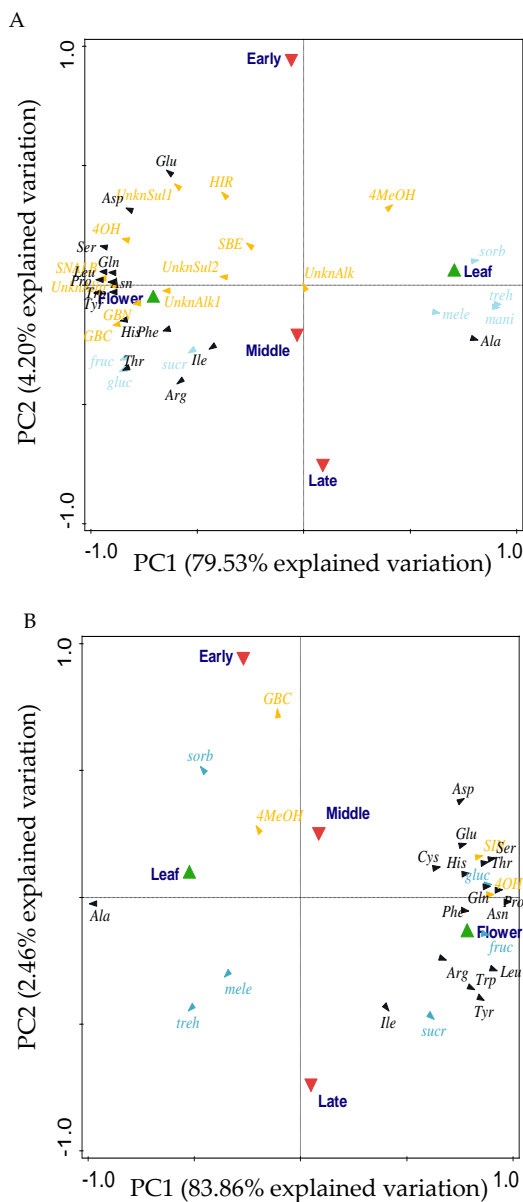 A
1.0
Early
Glu
UnknSul1
HIR
4MeOH
Asp
4OH
Ser
SBE
sorb
Gln
Leu
SNALB
UnknSul2
Leaf
Pro
Asn
UnknAlk
Trp
Flower
Tyr
UnknAlk1
treh
GBN
mele
mani
GBC
His
Phe
Middle
Ala
fruc
Thr
sucr
Ile
gluc
Arg
Late
PC2 (4.20% explained variation)
-1.0
-1.0
1.0
PC1 (79.53% explained variation)
B
1.0
Early
GBC
sorb
Middle
Asp
4MeOH
Glu
SIN
Ser
Cys
His
Thr
Leaf
gluc
4OH
Gln
Pro
Ala
Phe
Asn
Flower
fruc
mele
Arg
Trp
Leu
treh
Ile
sucr
Tyr
Late
PC2 (2.46% explained variation)
-1.0
-1.0
1.0
PC1 (83.86% explained variation)